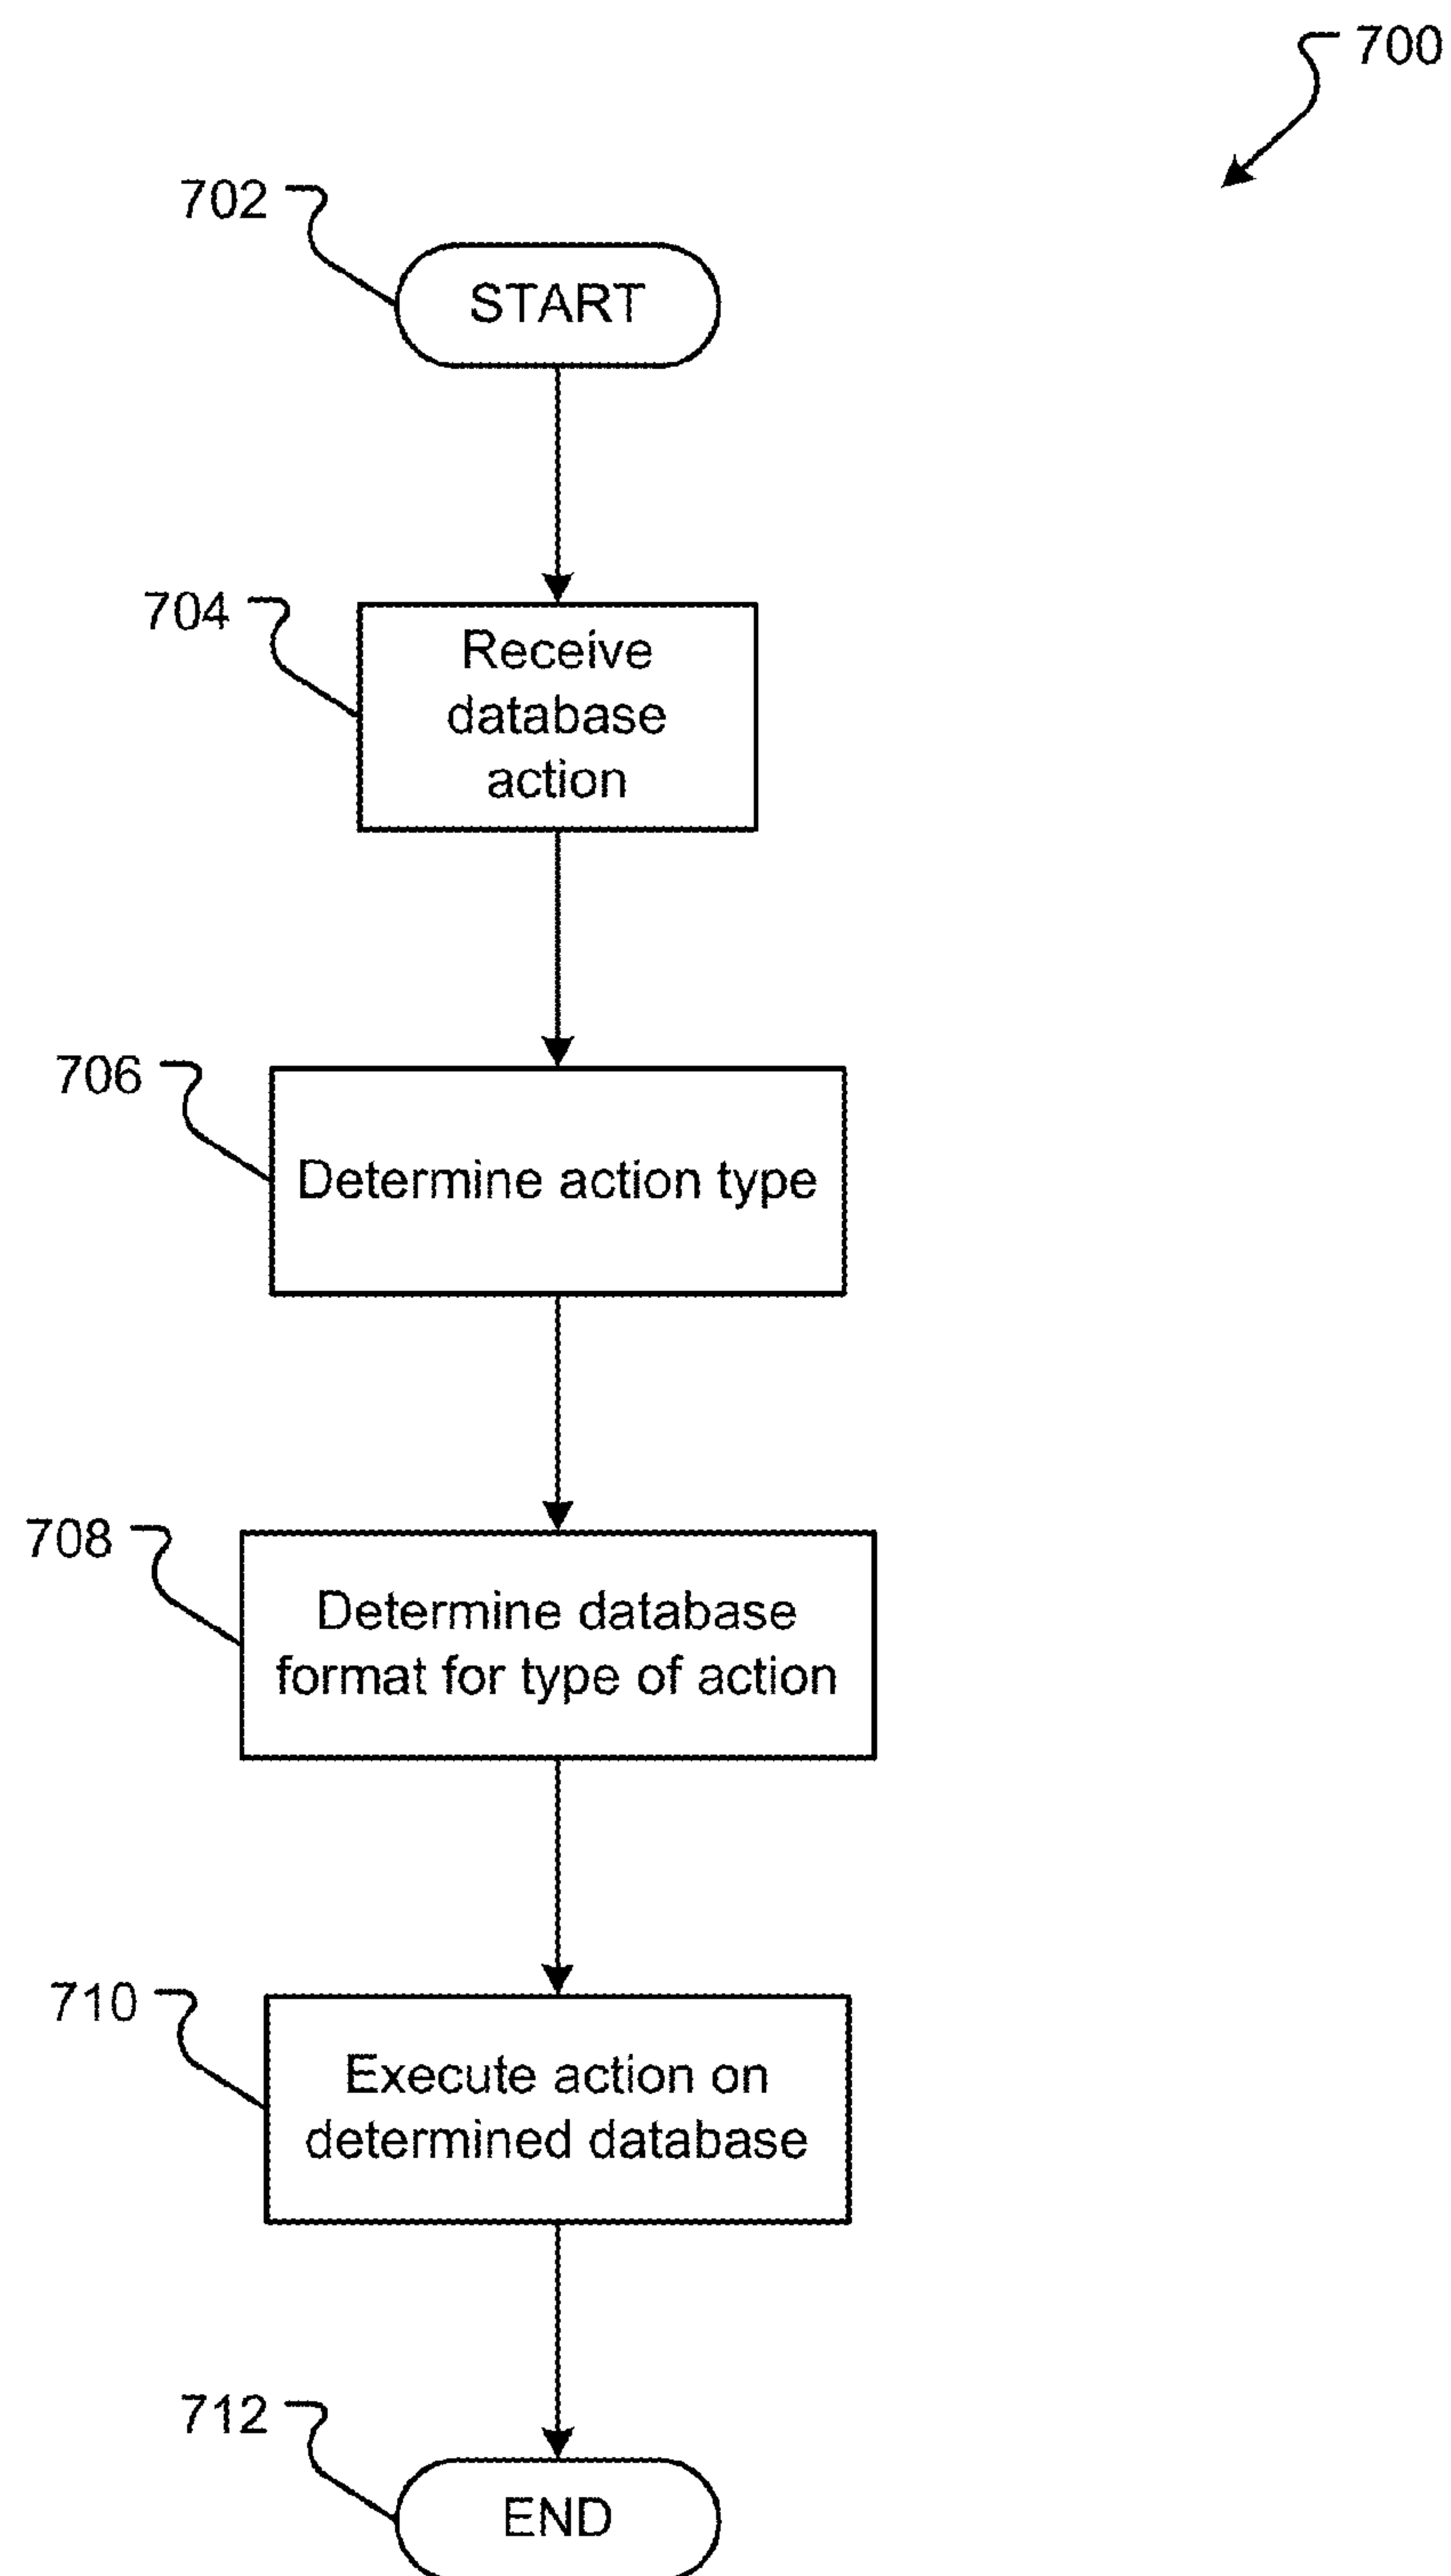 700
702
START
704
Receive
database
action
706
Determine action type
708
Determine database
format for type of action
710
Execute action on
determined database
712
END